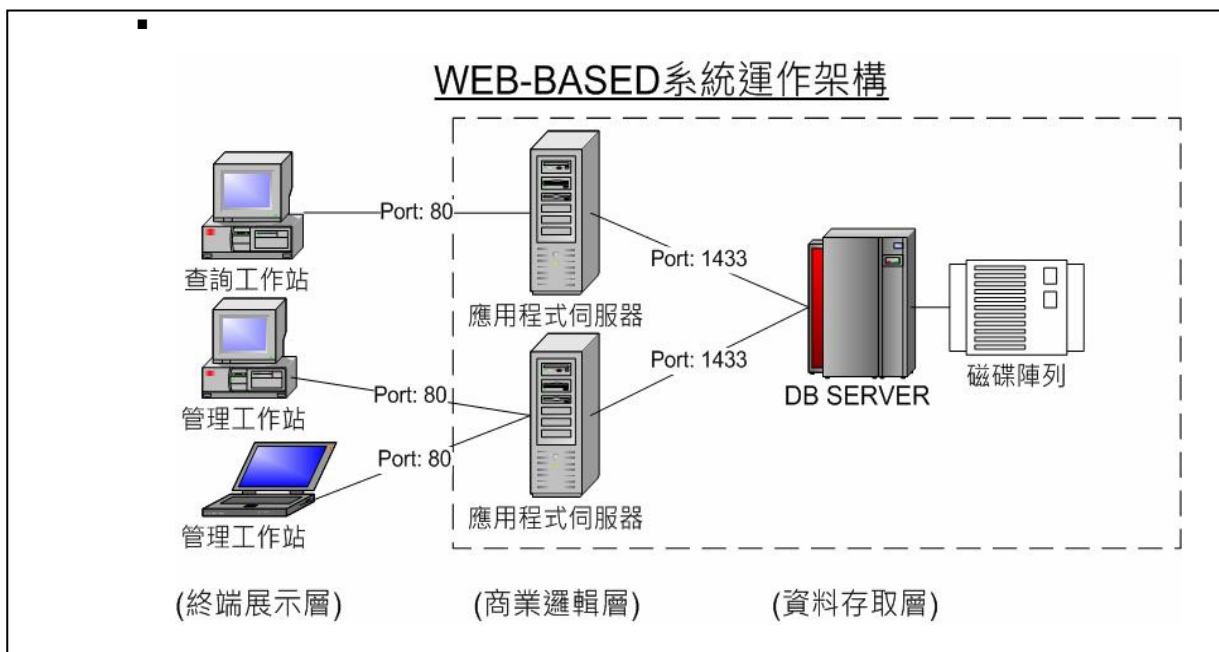 WEB-BASED系統運作架構
Port: 80
Port: 1433
查詢工作站
應用程式伺服器
Port: 80
Port: 1433
管理工作站
DB SERVER
磁碟陣列
Port: 80
管理工作站
應用程式伺服器
(終端展示層)
(商業邏輯層)
(資料存取層)